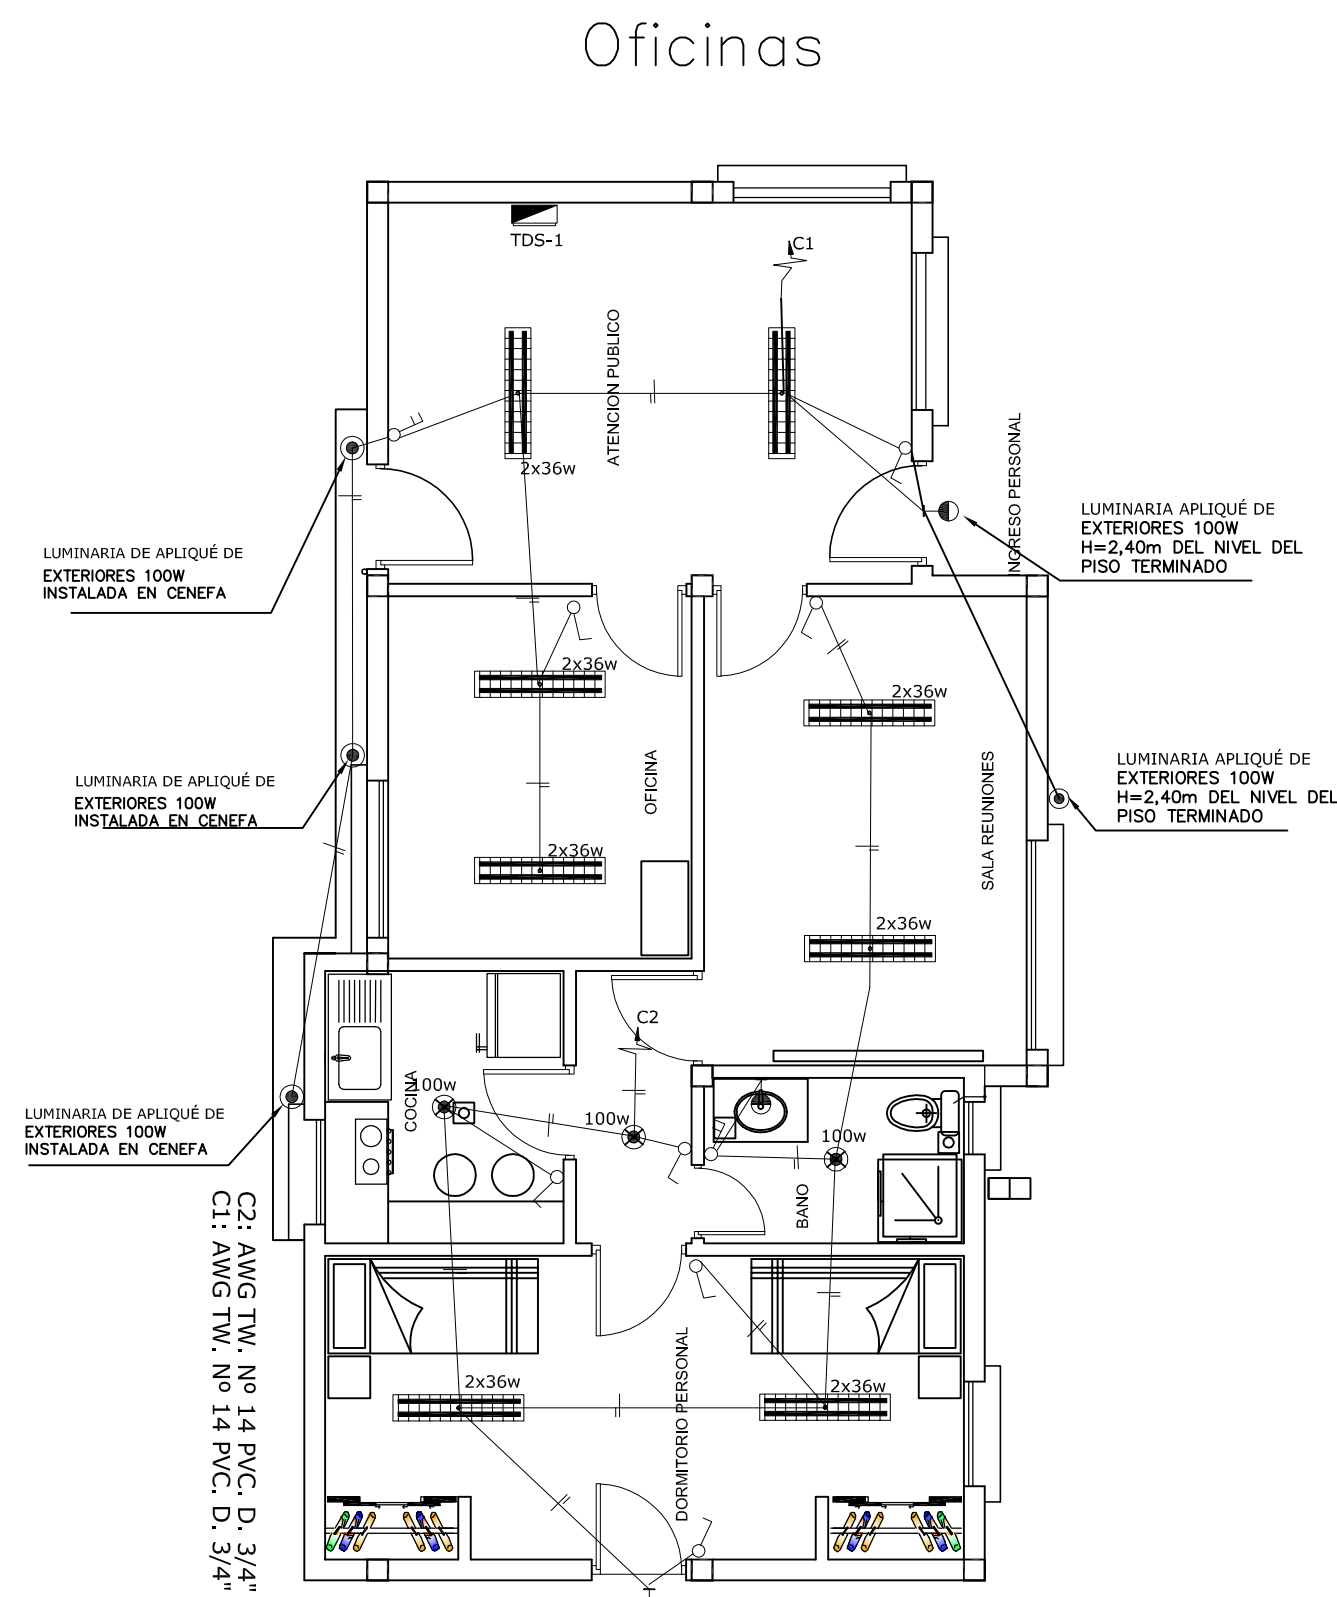 Oficinas
TDS-1
C1
ATENCION PUBLICO
2x36w
INGRESO PERSONAL
LUMINARIA APLIQUÉ DE
EXTERIORES 100W
H=2,40m DEL NIVEL DEL
PISO TERMINADO
LUMINARIA DE APLIQUÉ DE
EXTERIORES 100W
INSTALADA EN CENEFA
2x36w
2x36w
OFICINA
SALA REUNIONES
LUMINARIA APLIQUÉ DE
EXTERIORES 100W
H=2,40m DEL NIVEL DEL
PISO TERMINADO
LUMINARIA DE APLIQUÉ DE
EXTERIORES 100W
INSTALADA EN CENEFA
2x36w
2x36w
C2
COCINA
100w
100w
100w
LUMINARIA DE APLIQUÉ DE
EXTERIORES 100W
INSTALADA EN CENEFA
BANO
C2: AWG TW. Nº 14 PVC. D. 3/4"
C1: AWG TW. Nº 14 PVC. D. 3/4"
2x36w
2x36w
DORMITORIO PERSONAL